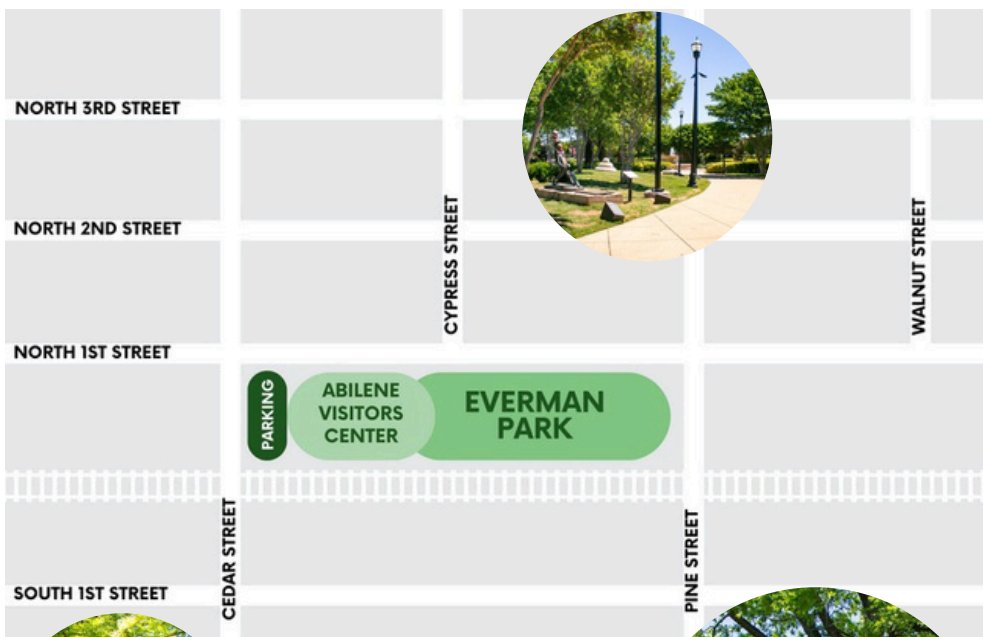 NORTH 3RD STREET
NORTH 2ND STREET
CYPRESS STREET
WALNUT STREET
NORTH 1ST STREET
PARKING
ABILENE
VISITORS
CENTER
EVERMAN
PARK
CEDAR STREET
PINE STREET
SOUTH 1ST STREET